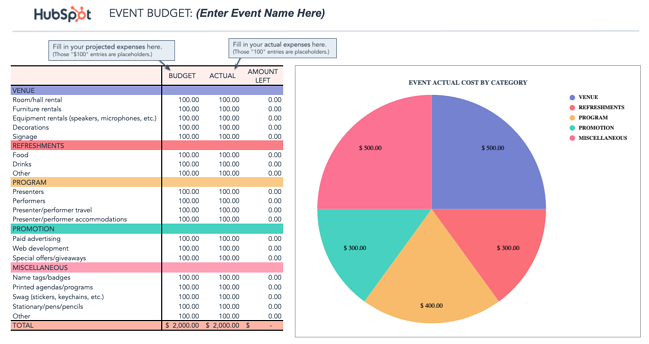 HubSpot EVENT BUDGET: (Enter Event Name Here)
Fill in your projected expenses here.
(Those "$100" entries are placeholders.)
Fill in your actual expenses here.
(Those "100" entries are placeholders.)
BUDGET ACTUAL AMOUNT LEFT
VENUE
Room/hall rental 100.00 100.00 0.00
Furniture rentals 100.00 100.00 0.00
Equipment rentals (speakers, microphones, etc.) 100.00 100.00 0.00
Decorations 100.00 100.00 0.00
Signage 100.00 100.00 0.00
REFRESHMENTS
Food 100.00 100.00 0.00
Drinks 100.00 100.00 0.00
Other 100.00 100.00 0.00
PROGRAM
Presenters 100.00 100.00 0.00
Performers 100.00 100.00 0.00
Presenter/performer travel 100.00 100.00 0.00
Presenter/performer accommodations 100.00 100.00 0.00
PROMOTION
Paid advertising 100.00 100.00 0.00
Web development 100.00 100.00 0.00
Special offers/giveaways 100.00 100.00 0.00
MISCELLANEOUS
Name tags/badges 100.00 100.00 0.00
Printed agendas/programs 100.00 100.00 0.00
Swag (stickers, keychains, etc.) 100.00 100.00 0.00
Stationary/pens/pencils 100.00 100.00 0.00
Other 100.00 100.00 0.00
TOTAL $ 2,000.00 $ 2,000.00 $ -
EVENT ACTUAL COST BY CATEGORY
VENUE
REFRESHMENTS
PROGRAM
PROMOTION
MISCELLANEOUS
$ 500.00
$ 500.00
$ 300.00
$ 300.00
$ 400.00